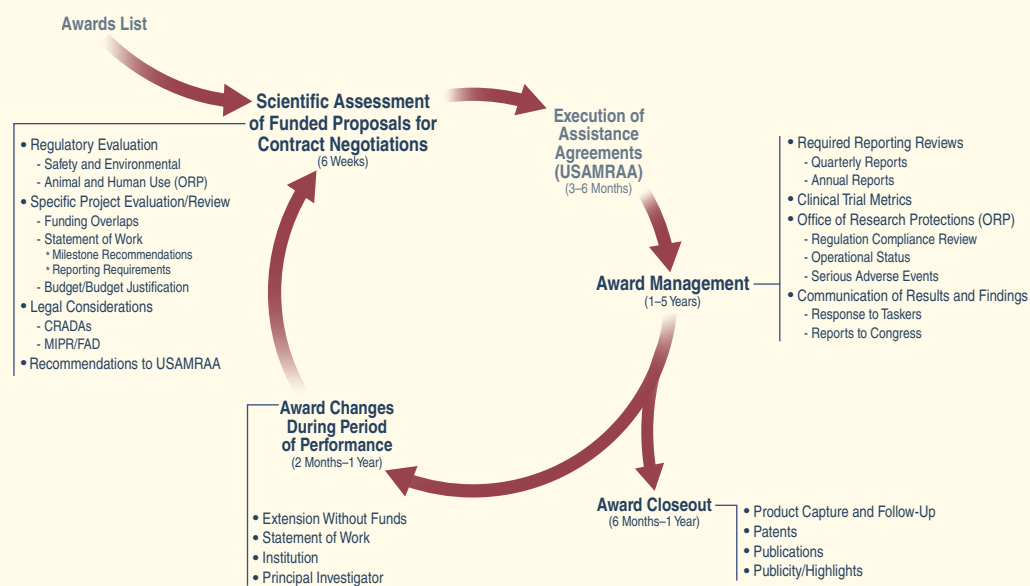 Awards List
Scientific Assessment
of Funded Proposals for
Contract Negotiations
(6 Weeks)
• Regulatory Evaluation
- Safety and Environmental
- Animal and Human Use (ORP)
• Specific Project Evaluation/Review
- Funding Overlaps
- Statement of Work
* Milestone Recommendations
* Reporting Requirements
- Budget/Budget Justification
• Legal Considerations
- CRADAs
- MIPR/FAD
• Recommendations to USAMRAA
Execution of
Assistance
Agreements
(USAMRAA)
(3–6 Months)
Award Management
(1–5 Years)
• Required Reporting Reviews
- Quarterly Reports
- Annual Reports
• Clinical Trial Metrics
• Office of Research Protections (ORP)
- Regulation Compliance Review
- Operational Status
- Serious Adverse Events
• Communication of Results and Findings
- Response to Taskers
- Reports to Congress
Award Changes
During Period
of Performance
(2 Months–1 Year)
• Extension Without Funds
• Statement of Work
• Institution
• Principal Investigator
Award Closeout
(6 Months–1 Year)
• Product Capture and Follow-Up
• Patents
• Publications
• Publicity/Highlights